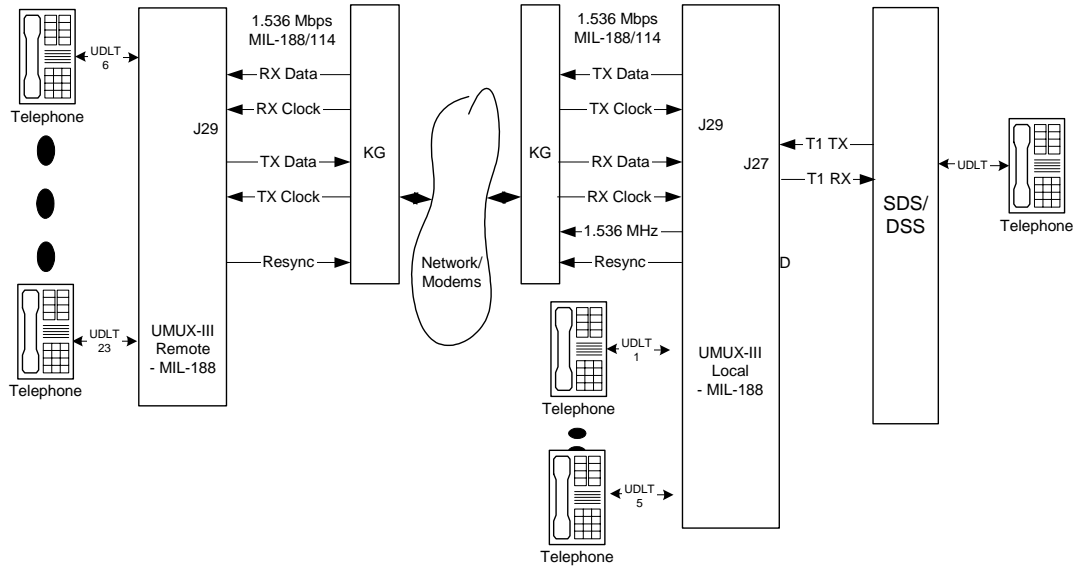 UDLT
6
Telephone
UDLT
23
Telephone
J29
UMUX-III
Remote
- MIL-188
1.536 Mbps
MIL-188/114
RX Data
RX Clock
TX Data
TX Clock
Resync
KG
Network/
Modems
KG
1.536 Mbps
MIL-188/114
TX Data
TX Clock
RX Data
RX Clock
1.536 MHz
Resync
UDLT
1
Telephone
UDLT
5
Telephone
J29
J27
D
UMUX-III
Local
- MIL-188
T1 TX
T1 RX
SDS/
DSS
UDLT
Telephone